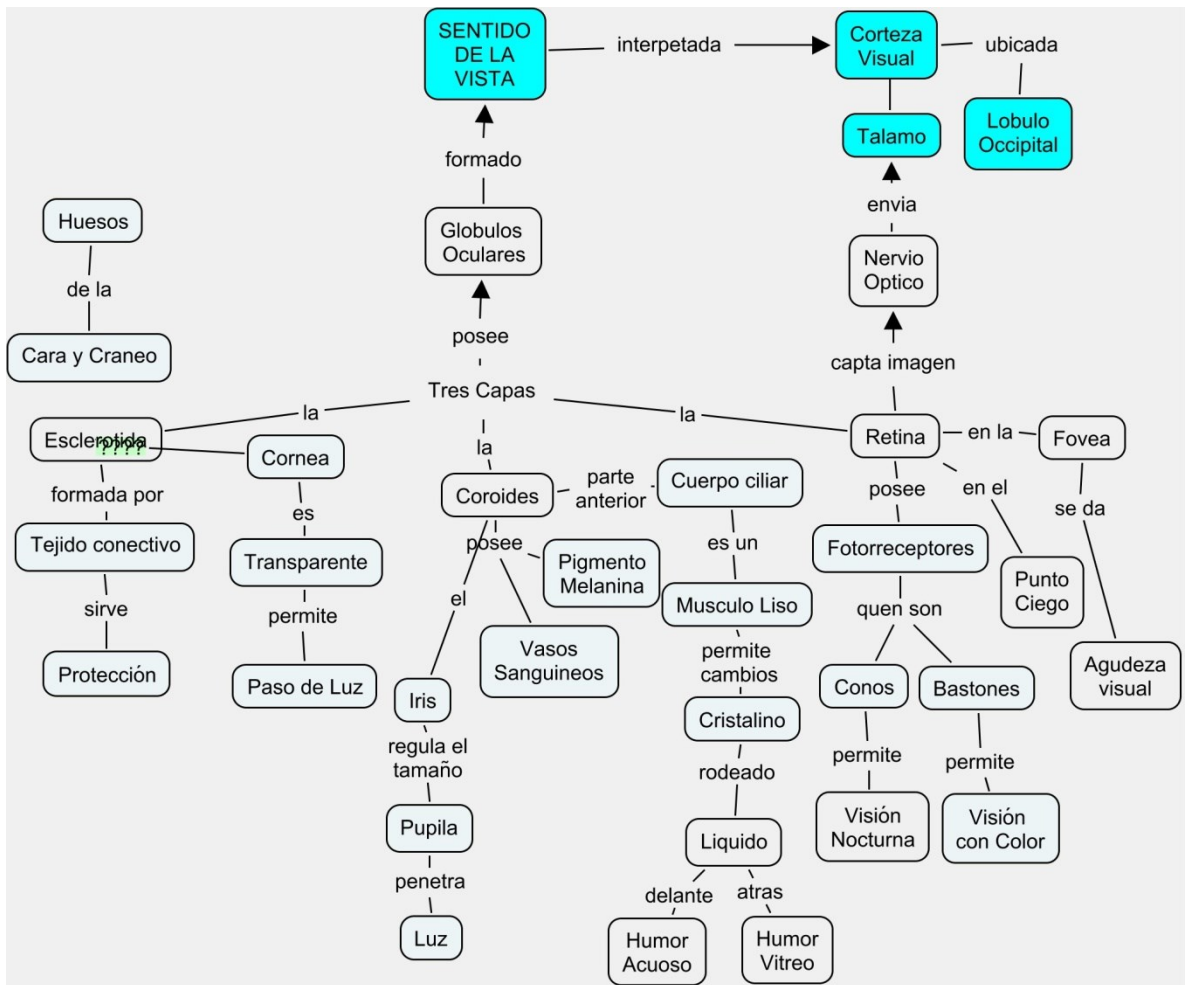 SENTIDO
DE LA
VISTA
interpetada
Corteza
Visual
ubicada
Lobulo
Occipital
Talamo
formado
envia
Huesos
Globulos
Oculares
Nervio
Optico
de la
posee
Cara y Craneo
capta imagen
Tres Capas
la
la
la
Esclerotida
????
Cornea
Retina
en la
Fovea
formada por
es
Coroides
parte
anterior
Cuerpo ciliar
posee
en el
se da
Tejido conectivo
Transparente
posee
Pigmento
Melanina
es un
Fotorreceptores
Punto
Ciego
sirve
permite
el
Musculo Liso
quen son
Protección
Paso de Luz
Vasos
Sanguineos
permite
cambios
Agudeza
visual
Iris
Cristalino
Conos
Bastones
regula el
tamaño
rodeado
permite
permite
Pupila
Liquido
Visión
Nocturna
Visión
con Color
penetra
delante
atras
Luz
Humor
Acuoso
Humor
Vitreo